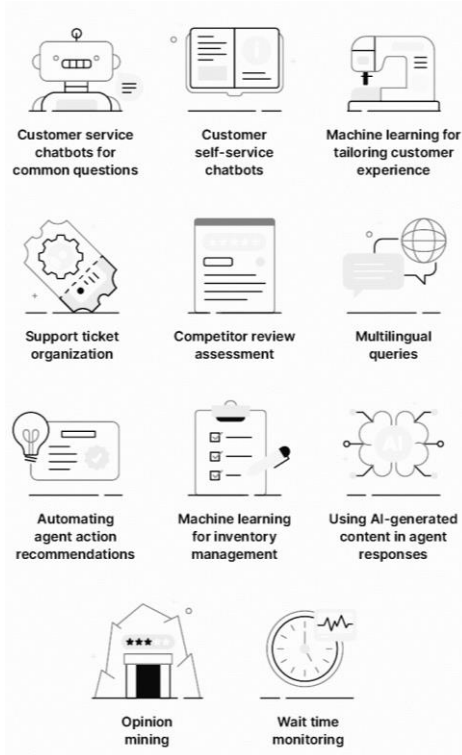 Customer service
chatbots for
common questions
Customer
self-service
chatbots
Machine learning for
tailoring customer
experience
Support ticket
organization
Competitor review
assessment
Multilingual
queries
Automating
agent action
recommendations
Machine learning
for inventory
management
AI
Using AI-generated
content in agent
responses
Opinion
mining
Wait time
monitoring